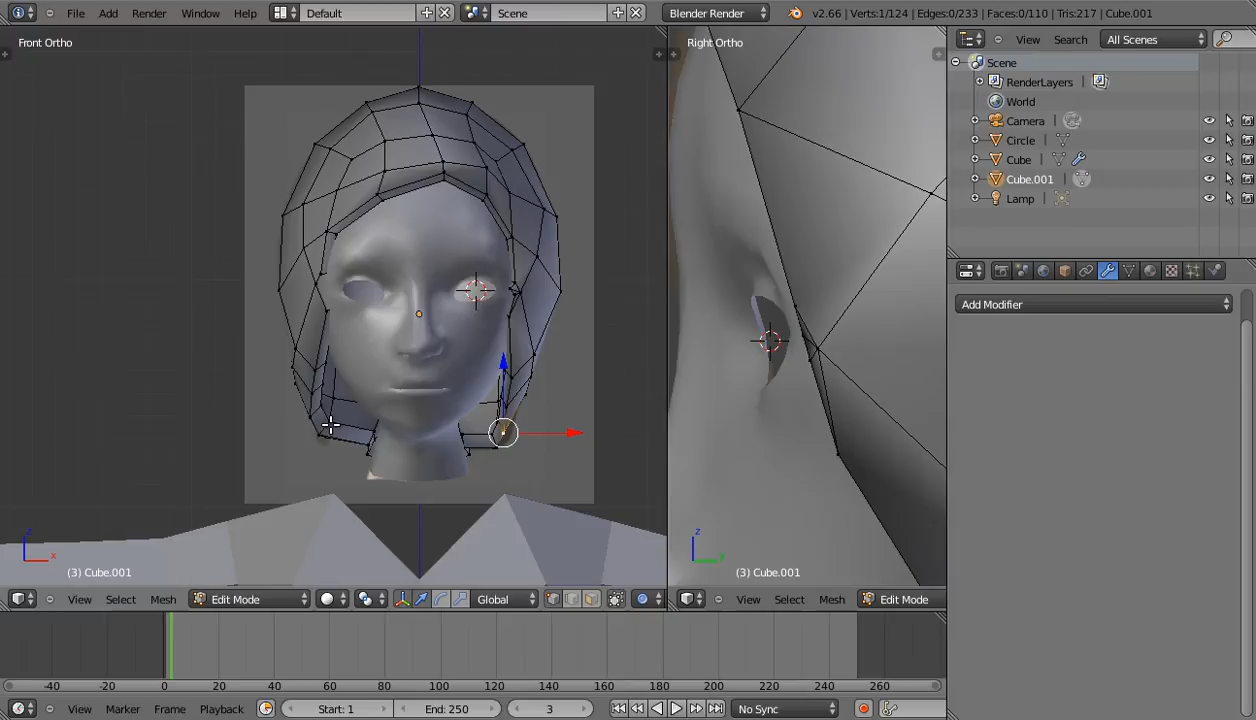 File Add Render Window Help Default Scene Blender Render v2.66 | Verts:1/124 | Edges:0/233 | Faces:0/110 | Tris:217 | Cube.001
Front Ortho
Right Ortho
View Search All Scenes
Scene
RenderLayers
World
Camera
Circle
Cube
Cube.001
Lamp
Add Modifier
z
x
(3) Cube.001
z
y
(3) Cube.001
View Select Mesh Edit Mode Global
View Select Mesh Edit Mode
-40 -20 0 20 40 60 80 100 120 140 160 180 200 220 240 260
View Marker Frame Playback Start: 1 End: 250 3 No Sync